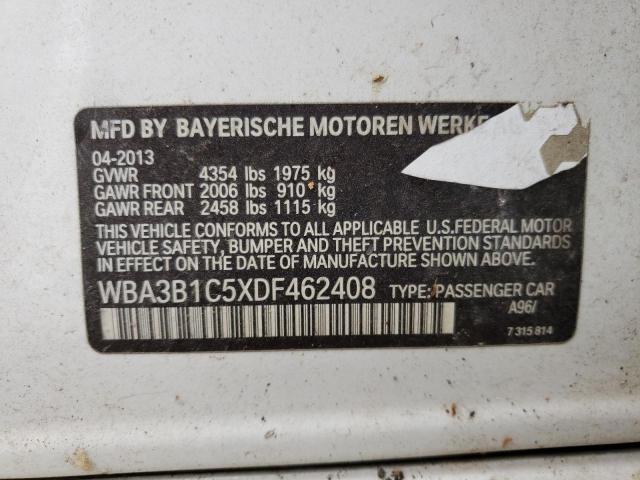 MFD BY BAYERISCHE MOTOREN WERKE
04-2013
GVWR 4354 lbs 1975 kg
GAWR FRONT 2006 lbs 910 kg
GAWR REAR 2458 lbs 1115 kg
THIS VEHICLE CONFORMS TO ALL APPLICABLE U.S.FEDERAL MOTOR
VEHICLE SAFETY, BUMPER AND THEFT PREVENTION STANDARDS
IN EFFECT ON THE DATE OF MANUFACTURE SHOWN ABOVE.
WBA3B1C5XDF462408 TYPE: PASSENGER CAR
A96/
7 315 814